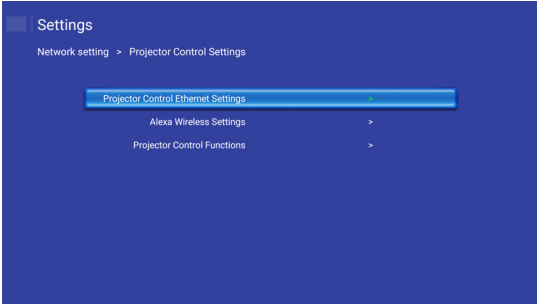 Settings
Network setting > Projector Control Settings
Projector Control Ethernet Settings >
Alexa Wireless Settings >
Projector Control Functions >